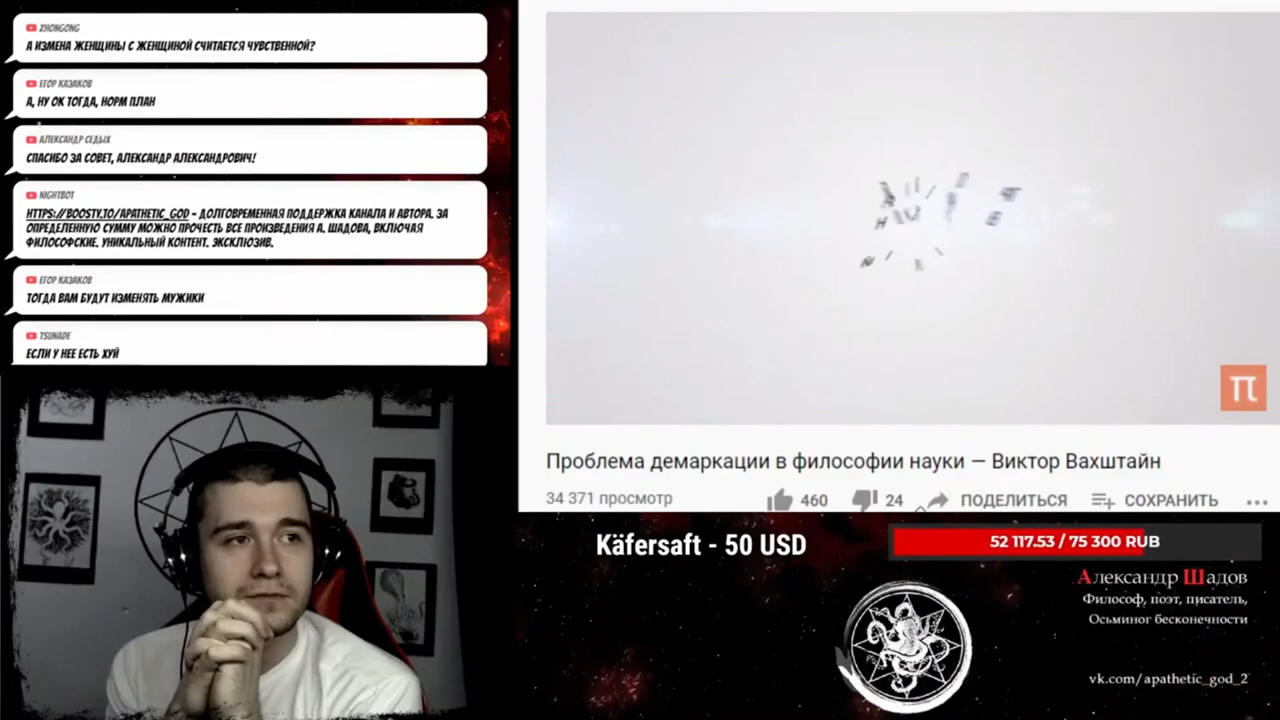 ZHONGONG
А ИЗМЕНА ЖЕНЩИНЫ С ЖЕНЩИНОЙ СЧИТАЕТСЯ ЧУВСТВЕННОЙ?
ЕГОР КАЗАКОВ
А, НУ ОК ТОГДА, НОРМ ПЛАН
АЛЕКСАНДР СЕДЫХ
СПАСИБО ЗА СОВЕТ, АЛЕКСАНДР АЛЕКСАНДРОВИЧ!
NIGHTBOT
HTTPS://BOOSTY.TO/APATHETIC_GOD - ДОЛГОВРЕМЕННАЯ ПОДДЕРЖКА КАНАЛА И АВТОРА. ЗА
ОПРЕДЕЛЕННУЮ СУММУ МОЖНО ПРОЧЕСТЬ ВСЕ ПРОИЗВЕДЕНИЯ А. ШАДОВА, ВКЛЮЧАЯ
ФИЛОСОФСКИЕ. УНИКАЛЬНЫЙ КОНТЕНТ. ЭКСКЛЮЗИВ.
ЕГОР КАЗАКОВ
ТОГДА ВАМ БУДУТ ИЗМЕНЯТЬ МУЖИКИ
TSUNADE
ЕСЛИ У НЕЕ ЕСТЬ ХУЙ
π
Проблема демаркации в философии науки — Виктор Вахштайн
34 371 просмотр 460 24 ПОДЕЛИТЬСЯ СОХРАНИТЬ
Käfersaft - 50 USD
52 117.53 / 75 300 RUB
Александр Шадов
Философ, поэт, писатель,
Осьминог бесконечности
vk.com/apathetic_god_2